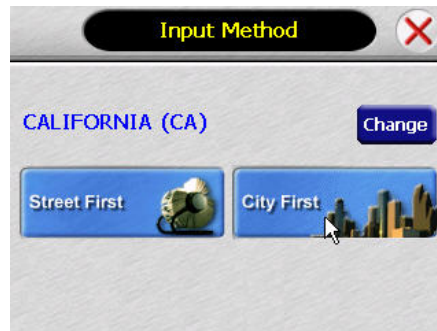 Input Method
CALIFORNIA (CA)
Change
Street First
City First